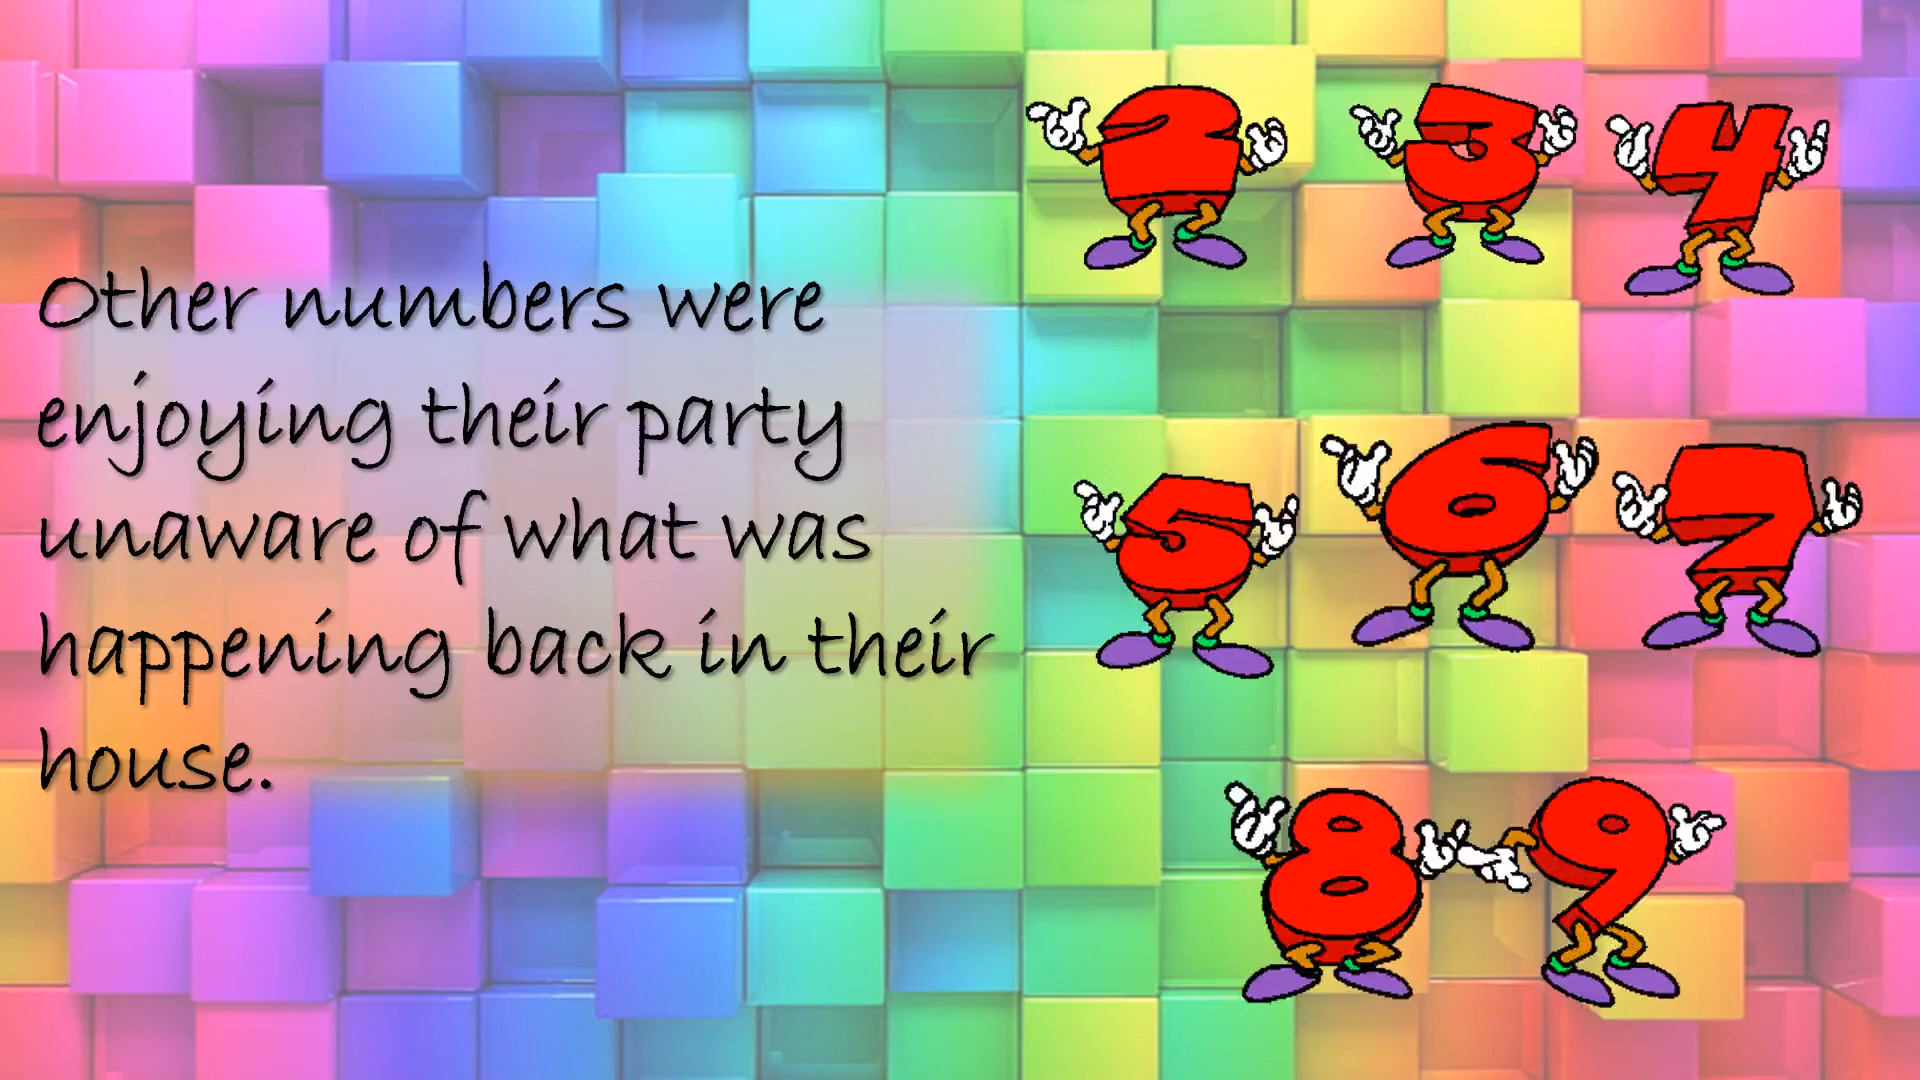 Other numbers were
enjoying their party
unaware of what was
happening back in their
house.
2 3 4
5 6 7
8 9